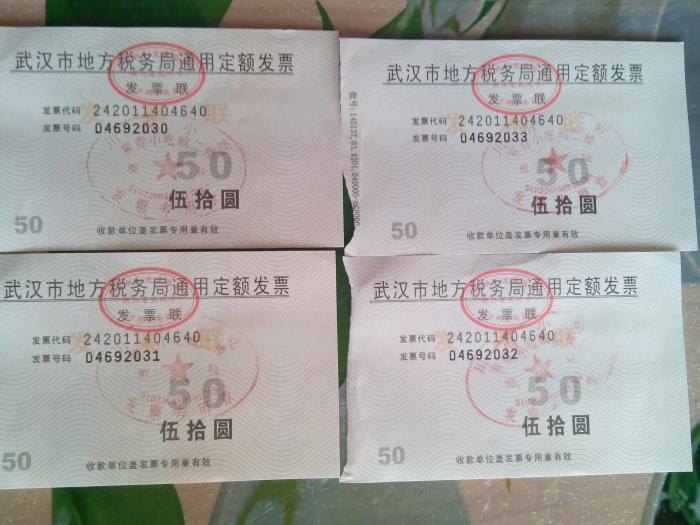 武汉市地方税务局通用定额发票
发票联
发票代码 242011404640
发票号码 04692030
50
伍拾圆
50
收款单位盖发票专用章有效
武汉市地方税务局通用定额发票
发票联
发票代码 242011404640
发票号码 04692033
50
伍拾圆
50
收款单位盖发票专用章有效
武汉市地方税务局通用定额发票
发票联
发票代码 242011404640
发票号码 04692031
50
伍拾圆
50
收款单位盖发票专用章有效
武汉市地方税务局通用定额发票
发票联
发票代码 242011404640
发票号码 04692032
50
伍拾圆
50
收款单位盖发票专用章有效